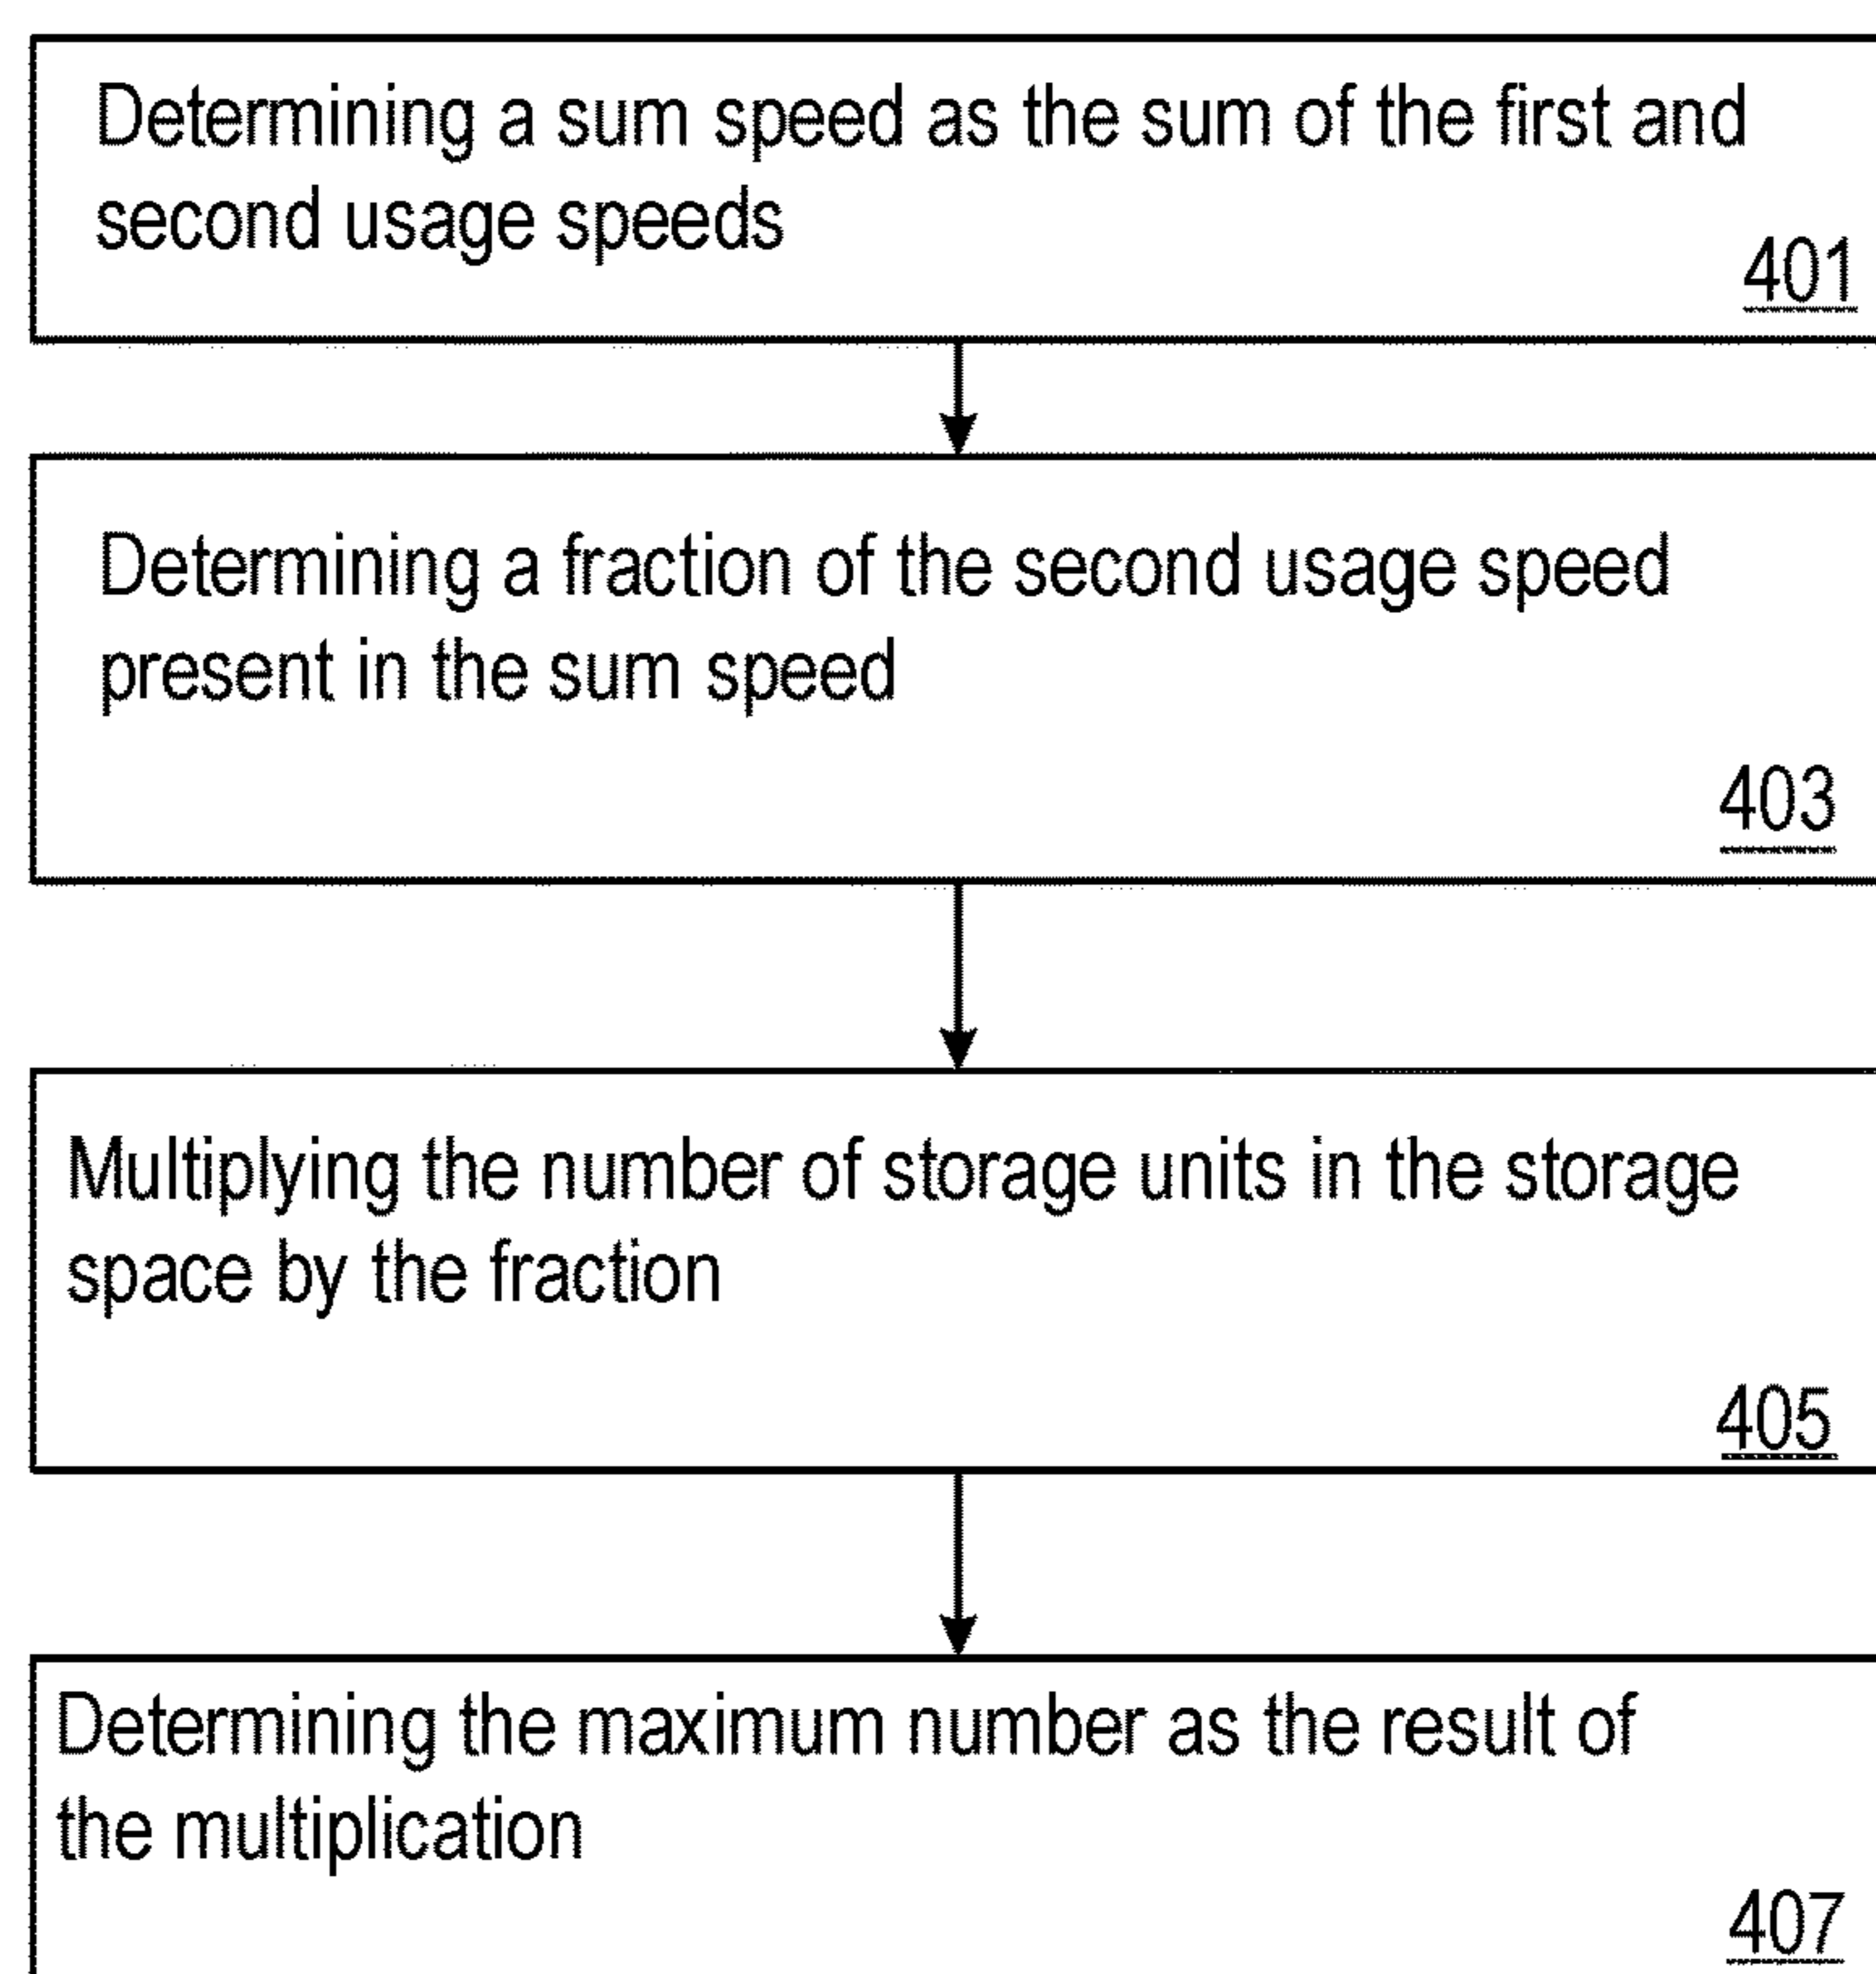 Determining a sum speed as the sum of the first and
second usage speeds
401
Determining a fraction of the second usage speed
present in the sum speed
403
Multiplying the number of storage units in the storage
space by the fraction
405
Determining the maximum number as the result of
the multiplication
407